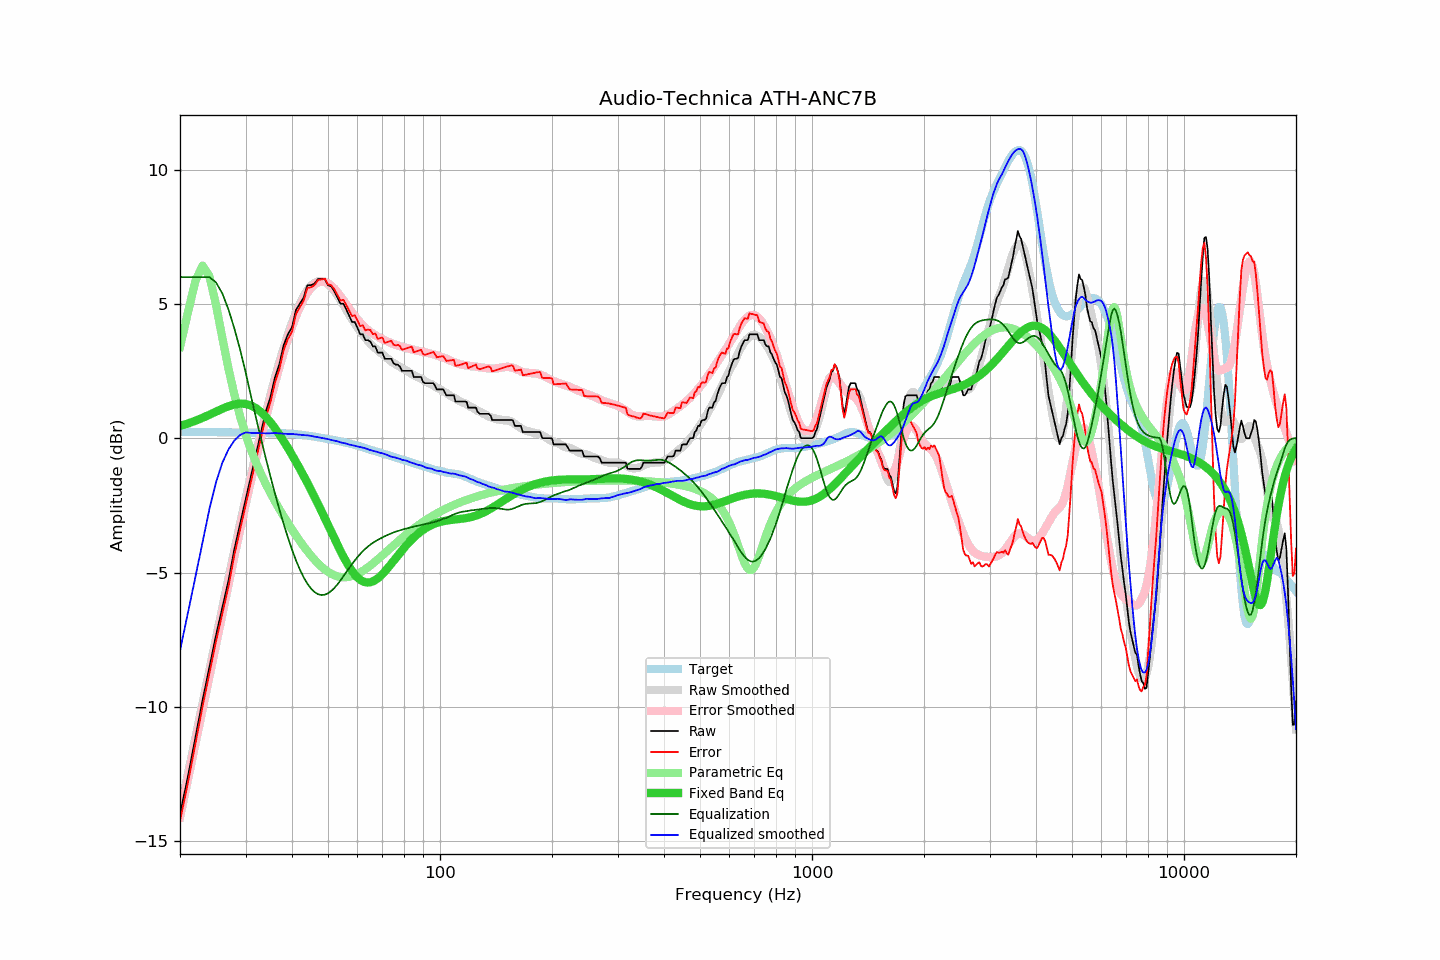 Audio-Technica ATH-ANC7B
Amplitude (dBr)
10
5
0
−5
−10
−15
Target
Raw Smoothed
Error Smoothed
Raw
Error
Parametric Eq
Fixed Band Eq
Equalization
Equalized smoothed
100
1000
10000
Frequency (Hz)